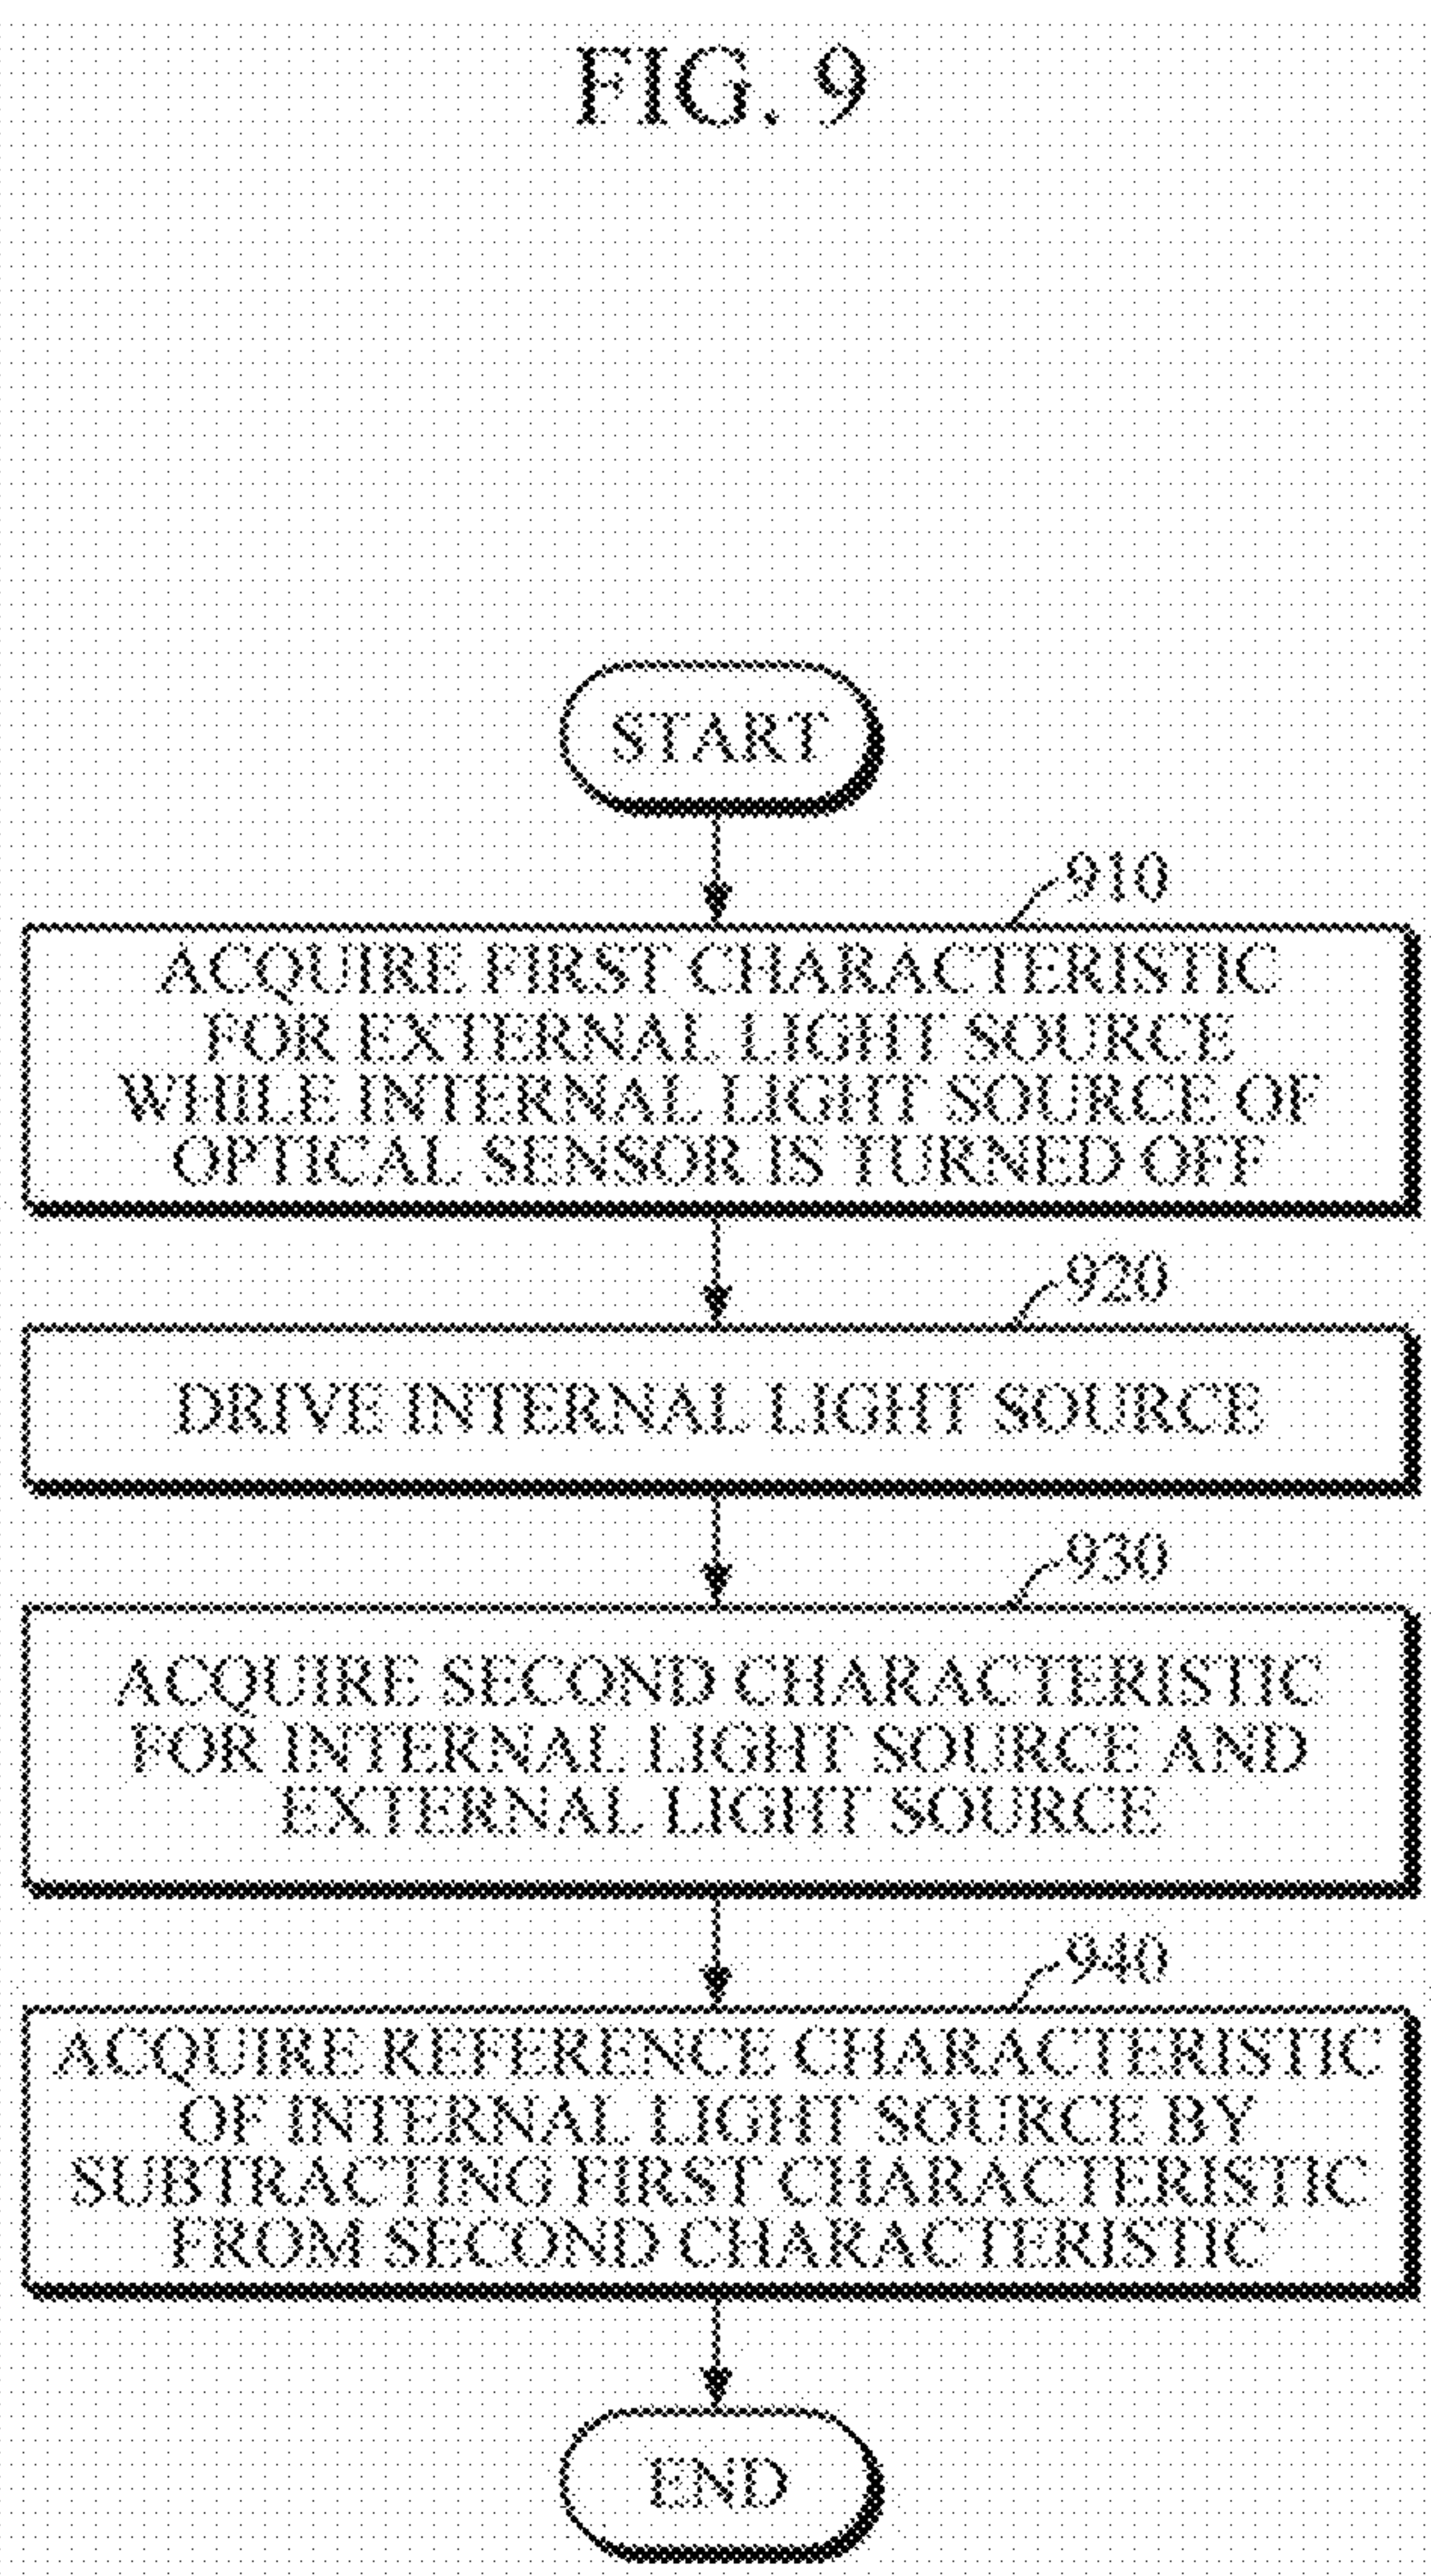 FIG. 9
START
910
ACQUIRE FIRST CHARACTERISTIC
FOR EXTERNAL LIGHT SOURCE
WHILE INTERNAL LIGHT SOURCE OF
OPTICAL SENSOR IS TURNED OFF
920
DRIVE INTERNAL LIGHT SOURCE
930
ACQUIRE SECOND CHARACTERISTIC
FOR INTERNAL LIGHT SOURCE AND
EXTERNAL LIGHT SOURCE
940
ACQUIRE REFERENCE CHARACTERISTIC
OF INTERNAL LIGHT SOURCE BY
SUBTRACTING FIRST CHARACTERISTIC
FROM SECOND CHARACTERISTIC
END